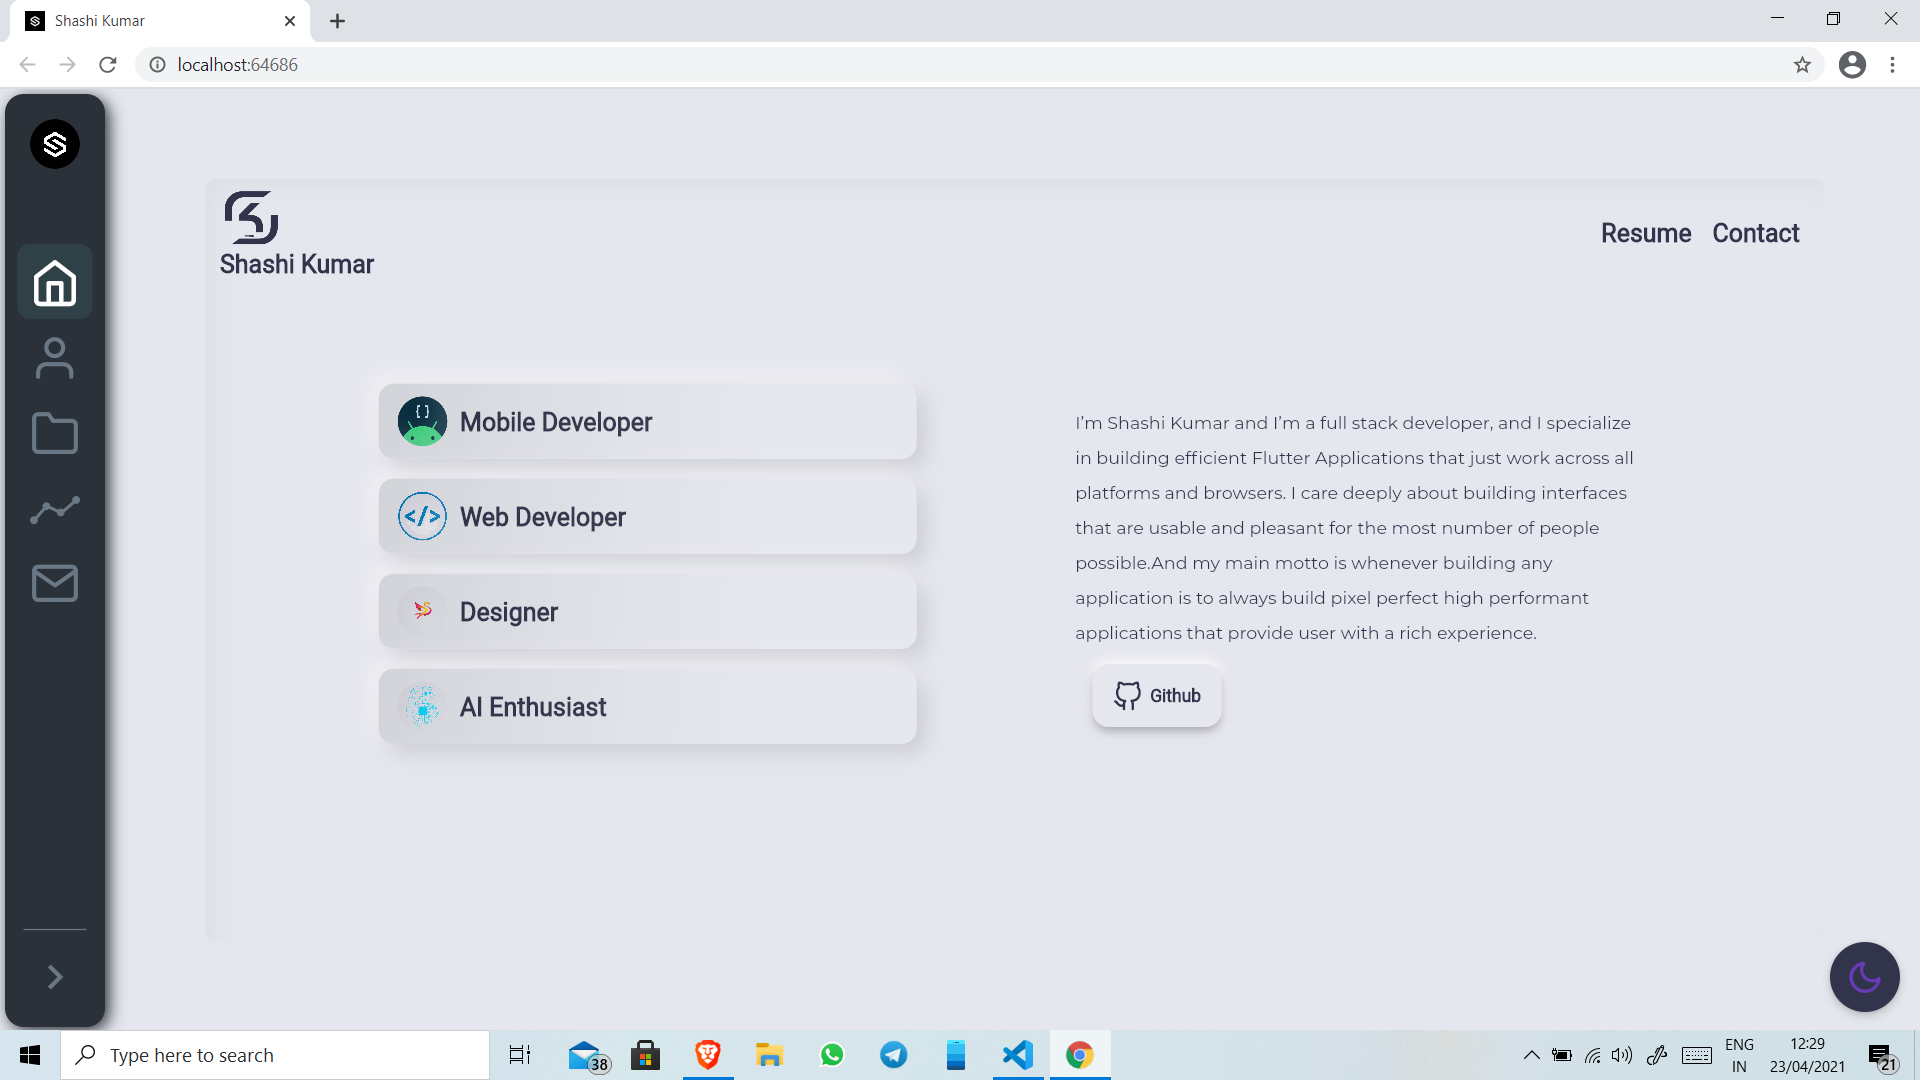 Shashi Kumar
localhost:64686
Shashi Kumar
Resume Contact
Mobile Developer
Web Developer
Designer
AI Enthusiast
I’m Shashi Kumar and I’m a full stack developer, and I specialize
in building efficient Flutter Applications that just work across all
platforms and browsers. I care deeply about building interfaces
that are usable and pleasant for the most number of people
possible.And my main motto is whenever building any
application is to always build pixel perfect high performant
applications that provide user with a rich experience.
Github
Type here to search
38
ENG
IN
12:29
23/04/2021
21